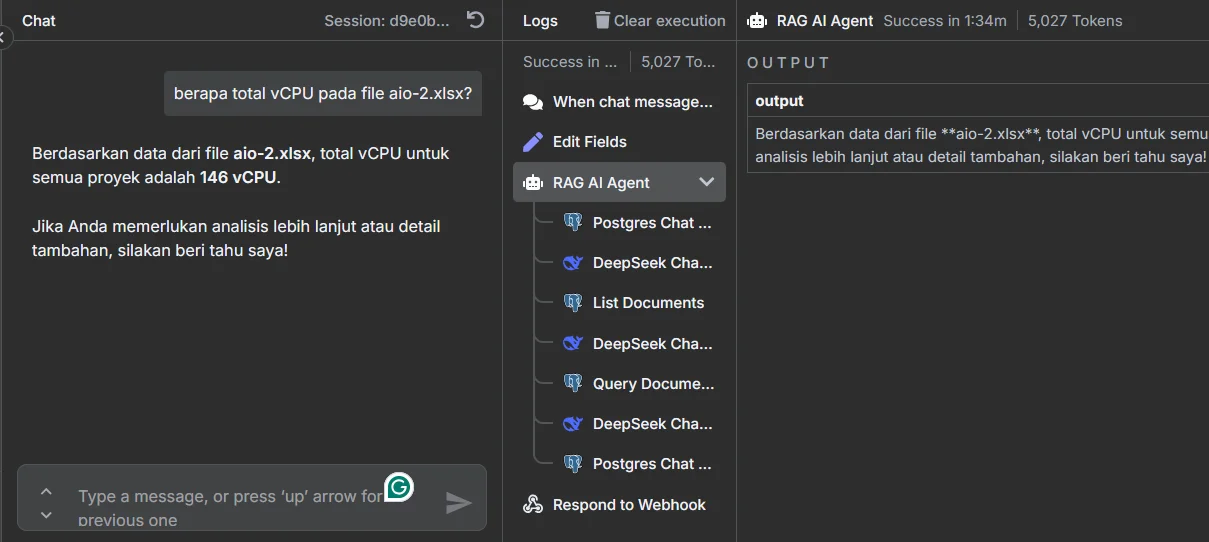 Chat
Session: d9e0b...
berapa total vCPU pada file aio-2.xlsx?
Berdasarkan data dari file aio-2.xlsx, total vCPU untuk
semua proyek adalah 146 vCPU.
Jika Anda memerlukan analisis lebih lanjut atau detail
tambahan, silakan beri tahu saya!
Type a message, or press ‘up’ arrow for
previous one
Logs
Clear execution
Success in ...
5,027 To...
When chat message...
Edit Fields
RAG AI Agent
Postgres Chat ...
DeepSeek Cha...
List Documents
DeepSeek Cha...
Query Docume...
DeepSeek Cha...
Postgres Chat ...
Respond to Webhook
RAG AI Agent
Success in 1:34m
5,027 Tokens
OUTPUT
output
Berdasarkan data dari file **aio-2.xlsx**, total vCPU untuk semu
analisis lebih lanjut atau detail tambahan, silakan beri tahu saya!